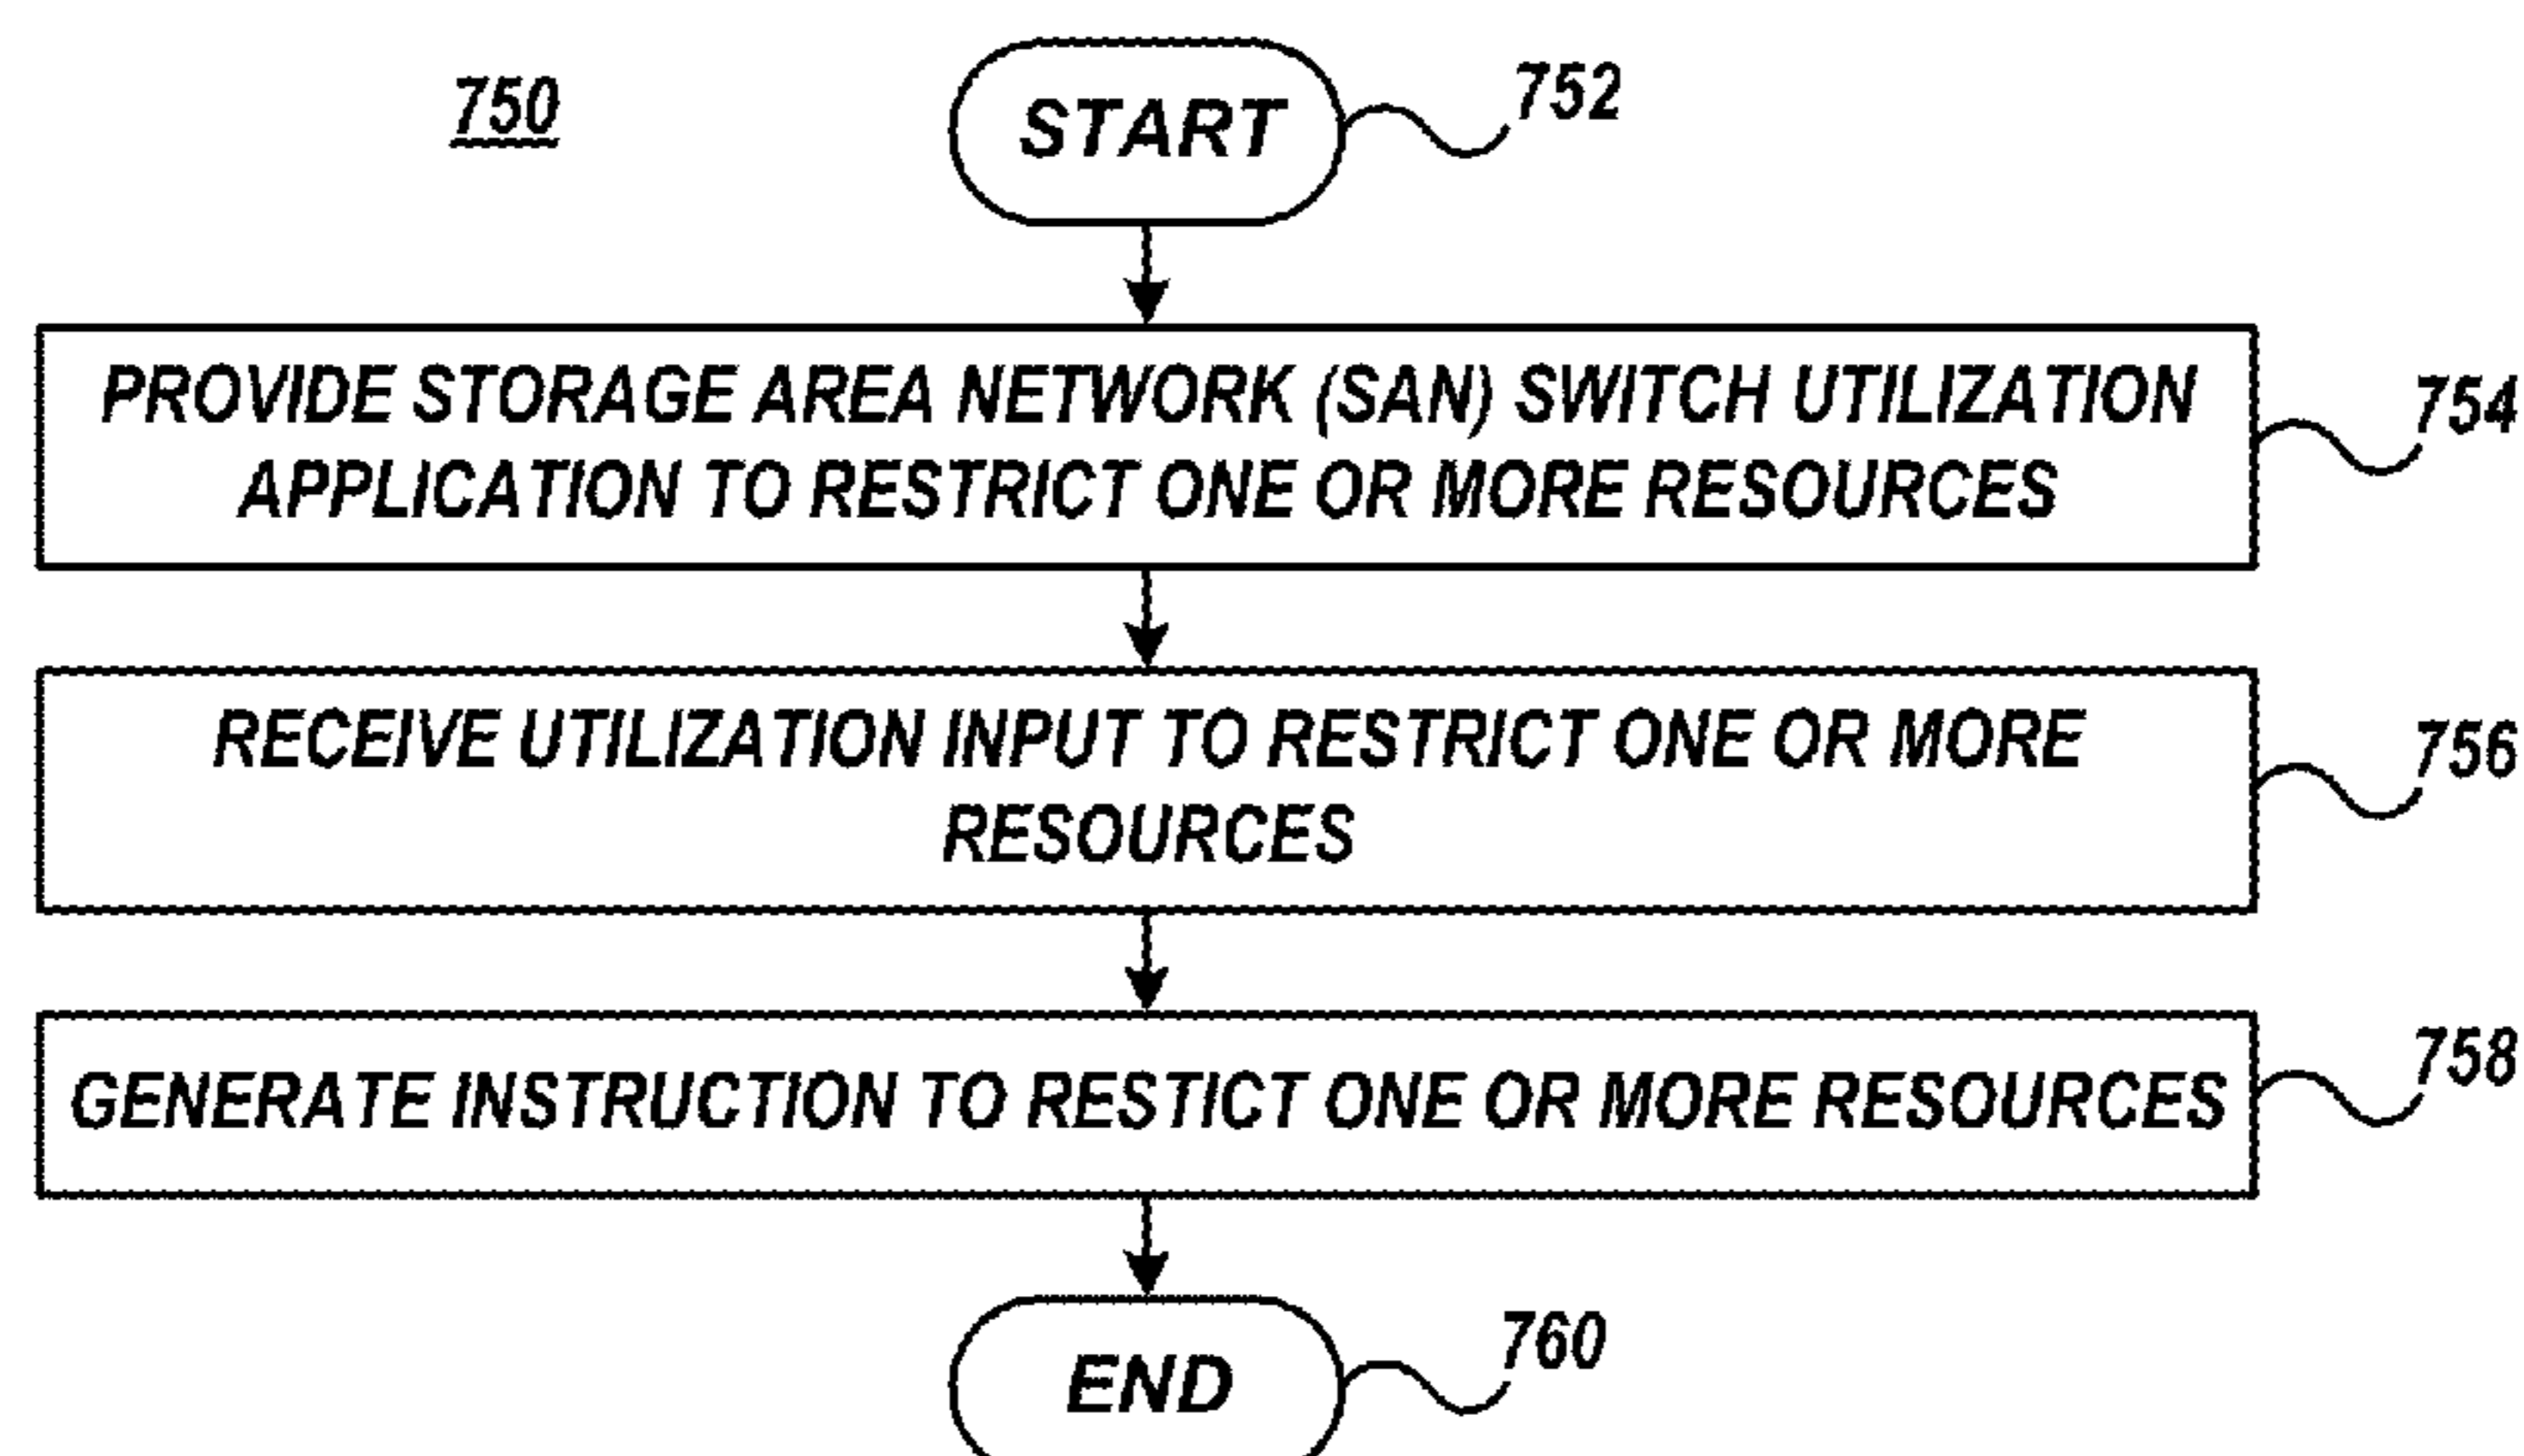 750
START
752
PROVIDE STORAGE AREA NETWORK (SAN) SWITCH UTILIZATION
APPLICATION TO RESTRICT ONE OR MORE RESOURCES
754
RECEIVE UTILIZATION INPUT TO RESTRICT ONE OR MORE
RESOURCES
756
GENERATE INSTRUCTION TO RESTICT ONE OR MORE RESOURCES
758
END
760